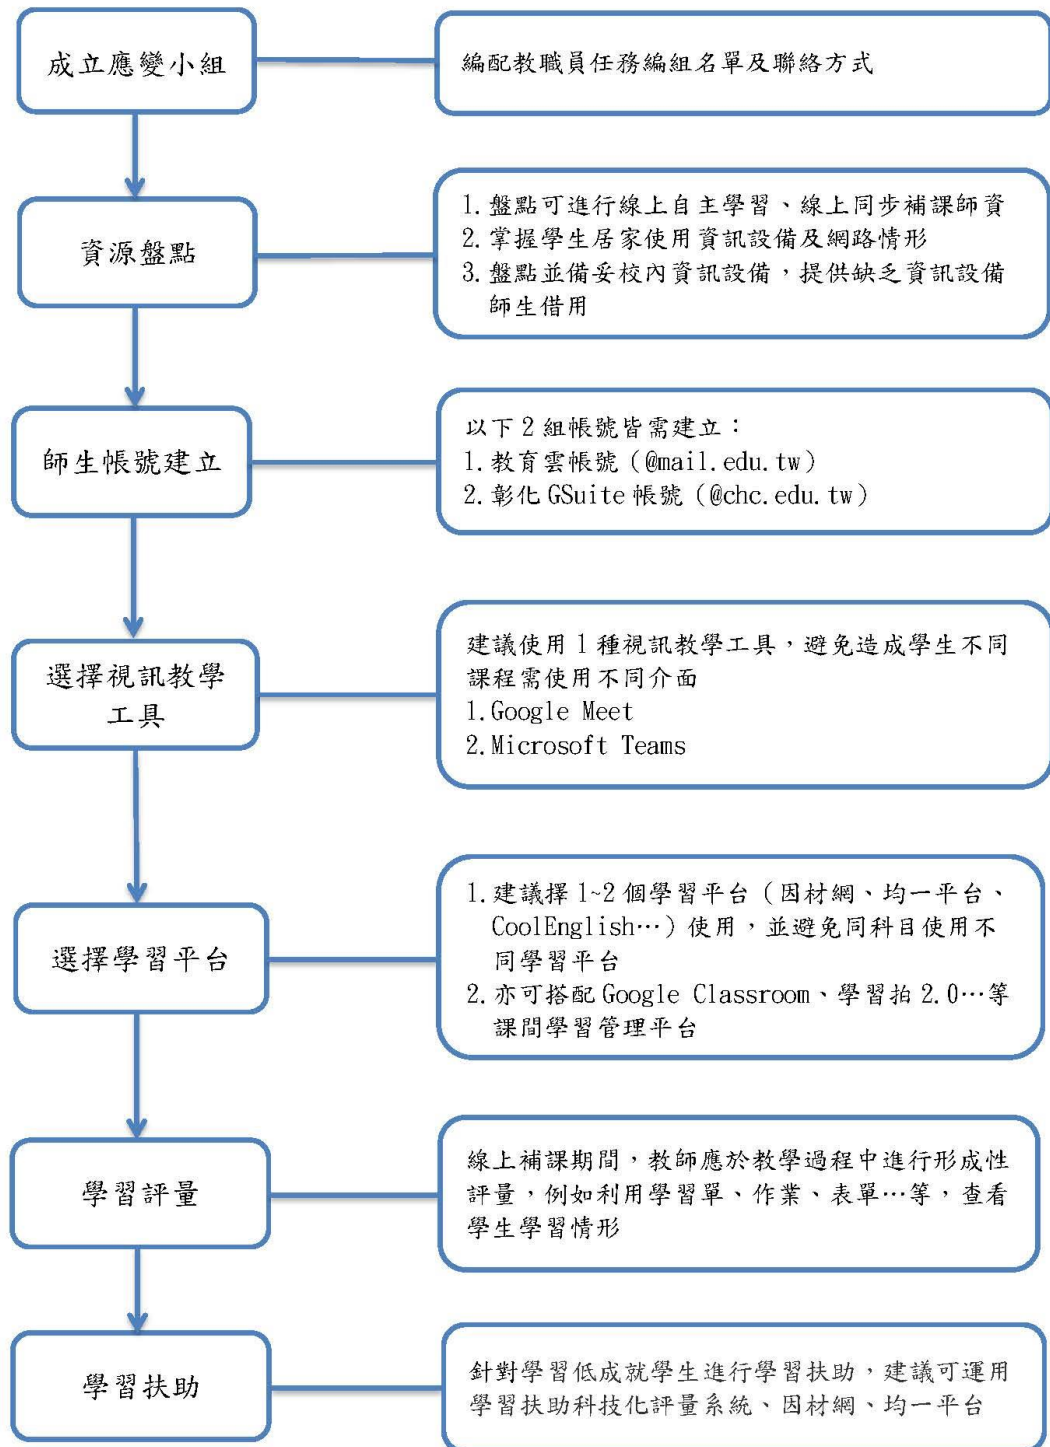 成立應變小組
編配教職員任務編組名單及聯絡方式
資源盤點
1.盤點可進行線上自主學習、線上同步補課師資
2.掌握學生居家使用資訊設備及網路情形
3.盤點並備妥校內資訊設備，提供缺乏資訊設備
師生借用
師生帳號建立
以下2組帳號皆需建立：
1.教育雲帳號（@mail.edu.tw）
2.彰化GSuite帳號（@chc.edu.tw）
選擇視訊教學
工具
建議使用1種視訊教學工具，避免造成學生不同
課程需使用不同介面
1.Google Meet
2.Microsoft Teams
選擇學習平台
1.建議擇1~2個學習平台（因材網、均一平台、
CoolEnglish…）使用，並避免同科目使用不
同學習平台
2.亦可搭配Google Classroom、學習拍2.0…等
課間學習管理平台
學習評量
線上補課期間，教師應於教學過程中進行形成性
評量，例如利用學習單、作業、表單…等，查看
學生學習情形
學習扶助
針對學習低成就學生進行學習扶助，建議可運用
學習扶助科技化評量系統、因材網、均一平台